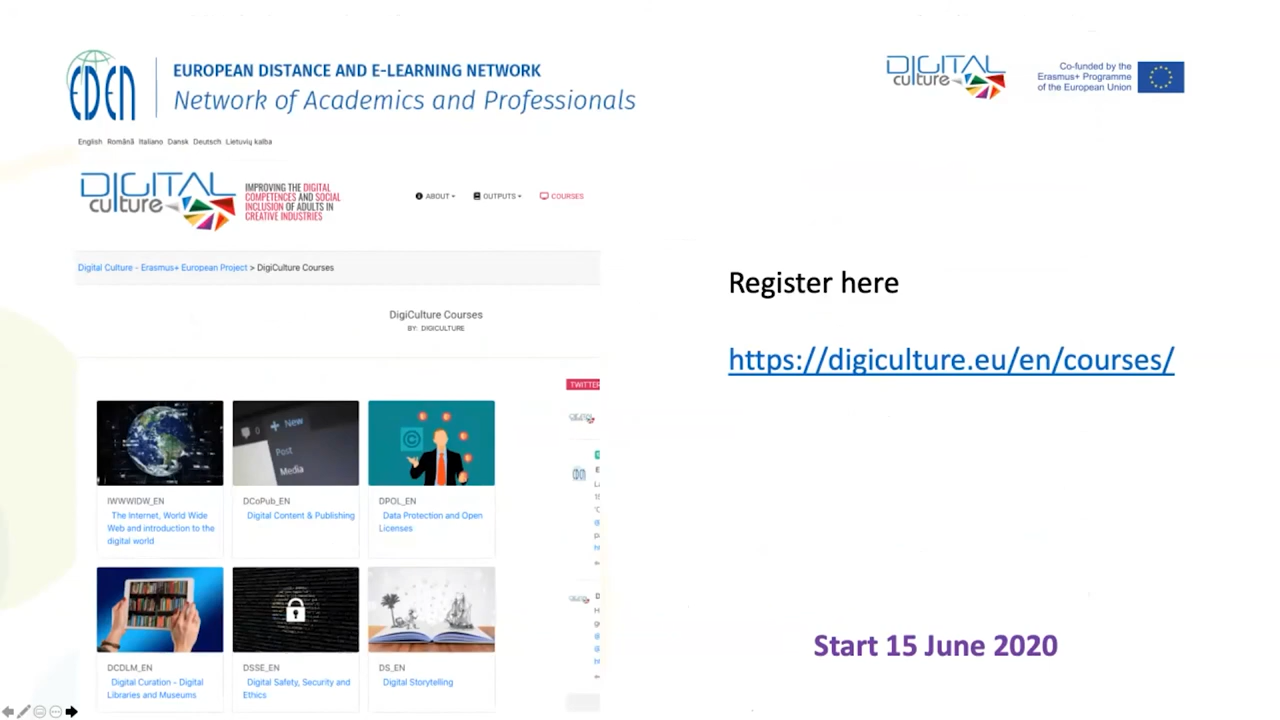 EDEN
EUROPEAN DISTANCE AND E-LEARNING NETWORK
Network of Academics and Professionals
DIGITAL
culture
Co-funded by the
Erasmus+ Programme
of the European Union
English Română Italiano Dansk Deutsch Lietuvių kalba
DIGITAL
culture
IMPROVING THE DIGITAL
COMPETENCES AND SOCIAL
INCLUSION OF ADULTS IN
CREATIVE INDUSTRIES
ABOUT
OUTPUTS
COURSES
Digital Culture - Erasmus+ European Project > DigiCulture Courses
DigiCulture Courses
BY: DIGICULTURE
Register here
https://digiculture.eu/en/courses/
TWITTER
New
Post
Media
IWWWIDW_EN
The Internet, World Wide
Web and introduction to the
digital world
DCoPub_EN
Digital Content & Publishing
DPOL_EN
Data Protection and Open
Licenses
DCDLM_EN
Digital Curation - Digital
Libraries and Museums
DSSE_EN
Digital Safety, Security and
Ethics
DS_EN
Digital Storytelling
Start 15 June 2020